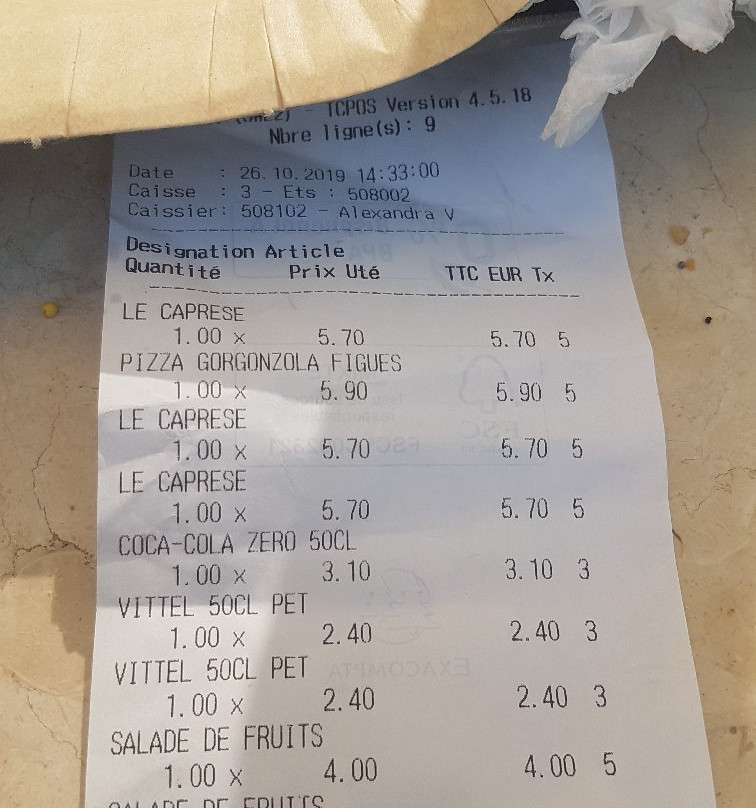 - TCPOS Version 4.5.18
Nbre ligne(s): 9
Date : 26.10.2019 14:33:00
Caisse : 3 - Ets : 508002
Caissier: 508102 - Alexandra V
Designation Article
Quantité Prix Uté TTC EUR Tx
LE CAPRESE
1.00 x 5.70 5.70 5
PIZZA GORGONZOLA FIGUES
1.00 x 5.90 5.90 5
LE CAPRESE
1.00 x 5.70 5.70 5
LE CAPRESE
1.00 x 5.70 5.70 5
COCA-COLA ZERO 50CL
1.00 x 3.10 3.10 3
VITTEL 50CL PET
1.00 x 2.40 2.40 3
VITTEL 50CL PET
1.00 x 2.40 2.40 3
SALADE DE FRUITS
1.00 x 4.00 4.00 5
SALADE DE FRUITS